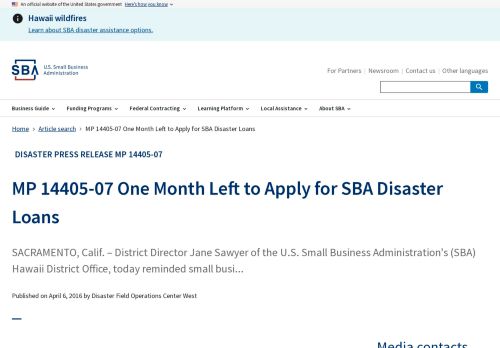 An official website of the United States government Here's how you know
Hawaii wildfires
Learn about SBA disaster assistance options.
SBA U.S. Small Business
Administration
For Partners Newsroom Contact us Other languages
Business Guide Funding Programs Federal Contracting Learning Platform Local Assistance About SBA
Home Article search MP 14405-07 One Month Left to Apply for SBA Disaster Loans
DISASTER PRESS RELEASE MP 14405-07
MP 14405-07 One Month Left to Apply for SBA Disaster
Loans
SACRAMENTO, Calif. – District Director Jane Sawyer of the U.S. Small Business Administration's (SBA)
Hawaii District Office, today reminded small busi...
Published on April 6, 2016 by Disaster Field Operations Center West
Media contacts